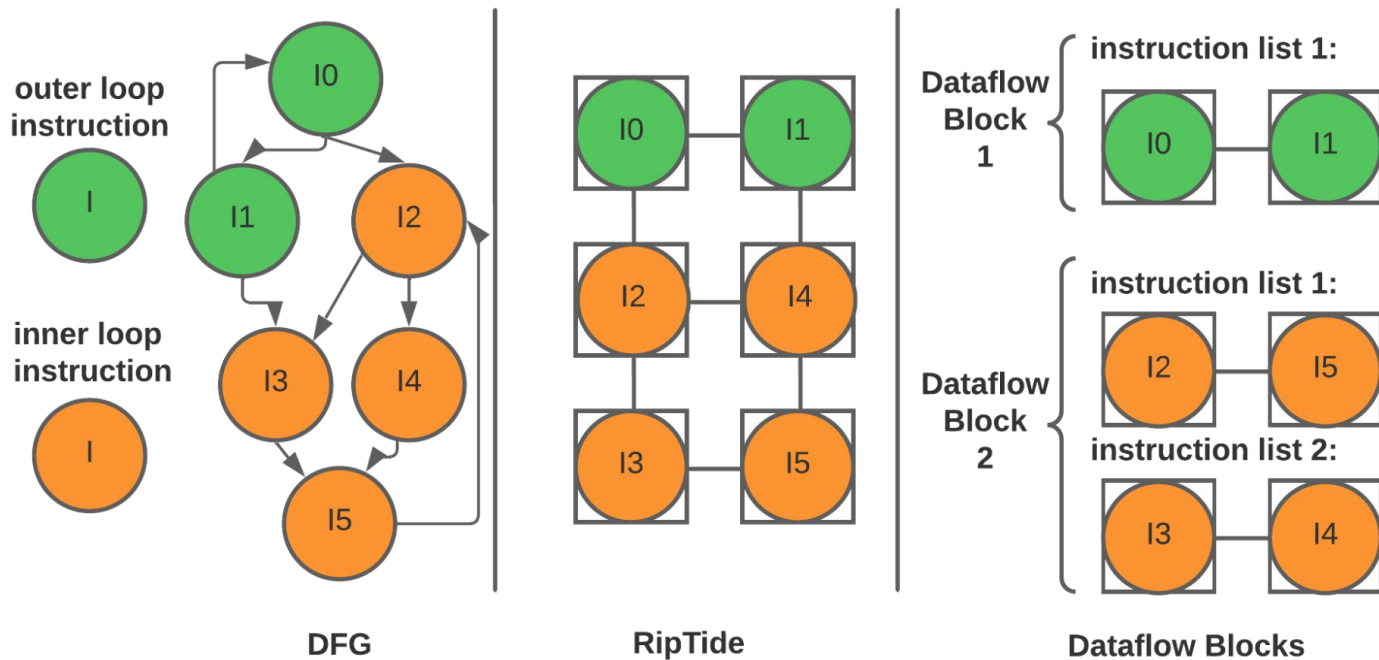 outer loop
instruction
I
inner loop
instruction
I
I0
I1
I2
I3
I4
I5
DFG
I0
I1
I2
I4
I3
I5
RipTide
Dataflow
Block
1
instruction list 1:
I0
I1
Dataflow
Block
2
instruction list 1:
I2
I5
instruction list 2:
I3
I4
Dataflow Blocks